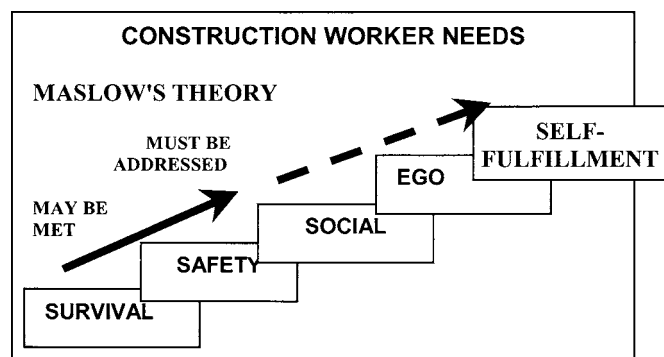 CONSTRUCTION WORKER NEEDS
MASLOW'S THEORY
MUST BE
ADDRESSED
SELF-
FULFILLMENT
EGO
MAY BE
MET
SOCIAL
SAFETY
SURVIVAL